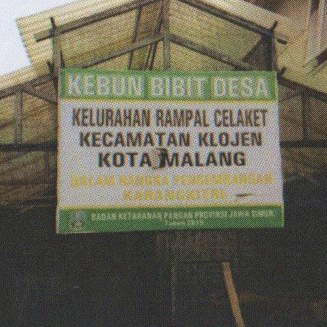 KEBUN BIBIT DESA
KELURAHAN RAMPAL CELAKET
KECAMATAN KLOJEN
KOTA MALANG
DALAM RANGKA PENGEMBANGAN
KARANGKITRI
BADAN KETAHANAN PANGAN PROVINSI JAWA TIMUR